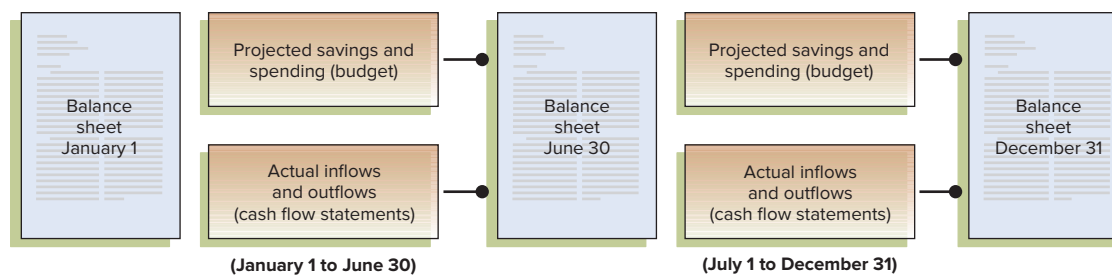 Balance
sheet
January 1
Projected savings and
spending (budget)
Actual inflows
and outflows
(cash flow statements)
(January 1 to June 30)
Balance
sheet
June 30
Projected savings and
spending (budget)
Actual inflows
and outflows
(cash flow statements)
(July 1 to December 31)
Balance
sheet
December 31